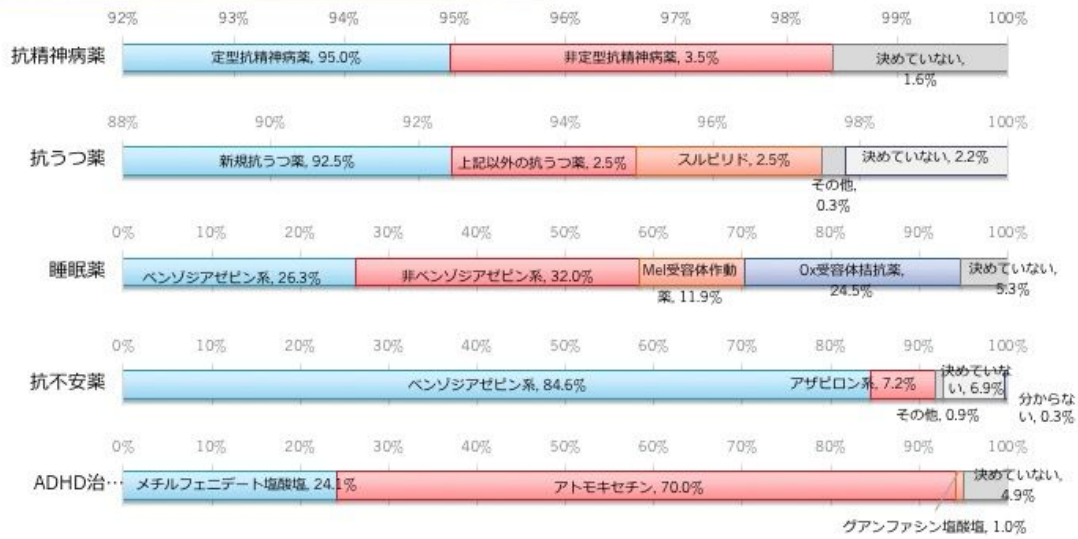 92% 93% 94% 95% 96% 97% 98% 99% 100%
抗精神病薬 定型抗精神病薬, 95.0% 非定型抗精神病薬, 3.5% 決めていない,
1.6%
88% 90% 92% 94% 96% 98% 100%
抗うつ薬 新規抗うつ薬, 92.5% 上記以外の抗うつ薬, 2.5% スルピリド, 2.5% 決めていない, 2.2%
その他,
0.3%
0% 10% 20% 30% 40% 50% 60% 70% 80% 90% 100%
睡眠薬 ベンゾジアゼピン系, 26.3% 非ベンゾジアゼピン系, 32.0% Mel受容体作動 Ox受容体拮抗薬, 決めていない,
薬, 11.9% 24.5% 5.3%
0% 10% 20% 30% 40% 50% 60% 70% 80% 90% 100%
抗不安薬 ベンゾジアゼピン系, 84.6% アザピロン系, 7.2% 決めていな
い, 6.9%
その他, 0.9% 分からな
い, 0.3%
0% 10% 20% 30% 40% 50% 60% 70% 80% 90% 100%
ADHD治… メチルフェニデート塩酸塩, 24.1% アトモキセチン, 70.0% 決めていない,
4.9%
グアンファシン塩酸塩, 1.0%